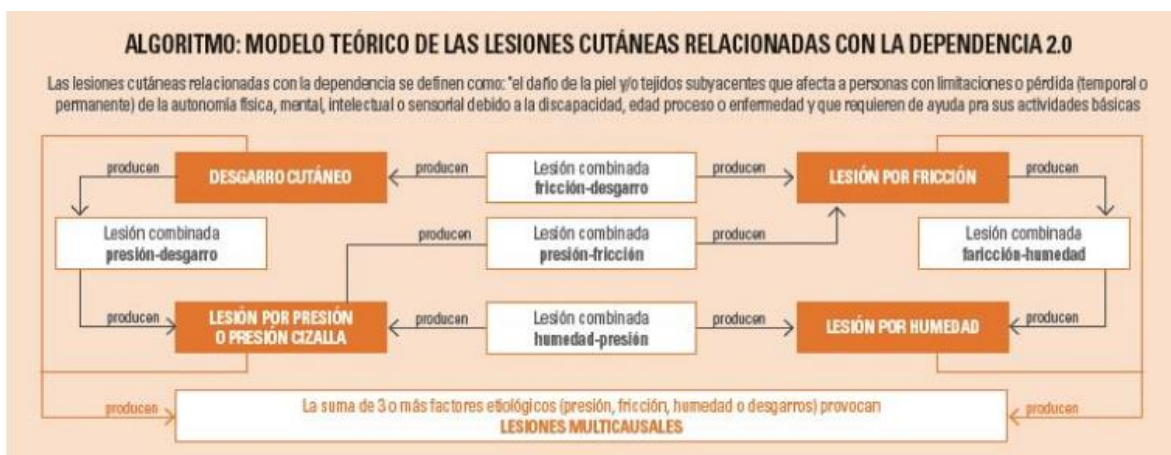 ALGORITMO: MODELO TEÓRICO DE LAS LESIONES CUTÁNEAS RELACIONADAS CON LA DEPENDENCIA 2.0
Las lesiones cutáneas relacionadas con la dependencia se definen como: "el daño de la piel y/o tejidos subyacentes que afecta a personas con limitaciones o pérdida (temporal o
permanente) de la autonomía física, mental, intelectual o sensorial debido a la discapacidad, edad proceso o enfermedad y que requieren de ayuda pra sus actividades básicas
producen
DESGARRO CUTÁNEO
producen
Lesión combinada
fricción-desgarro
producen
LESIÓN POR FRICCIÓN
producen
Lesión combinada
presión-desgarro
producen
Lesión combinada
presión-fricción
producen
Lesión combinada
faricción-humedad
producen
LESIÓN POR PRESIÓN
O PRESIÓN CIZALLA
producen
Lesión combinada
humedad-presión
producen
LESIÓN POR HUMEDAD
producen
producen
La suma de 3 o más factores etiológicos (presión, fricción, humedad o desgarros) provocan
LESIONES MULTICAUSALES
producen